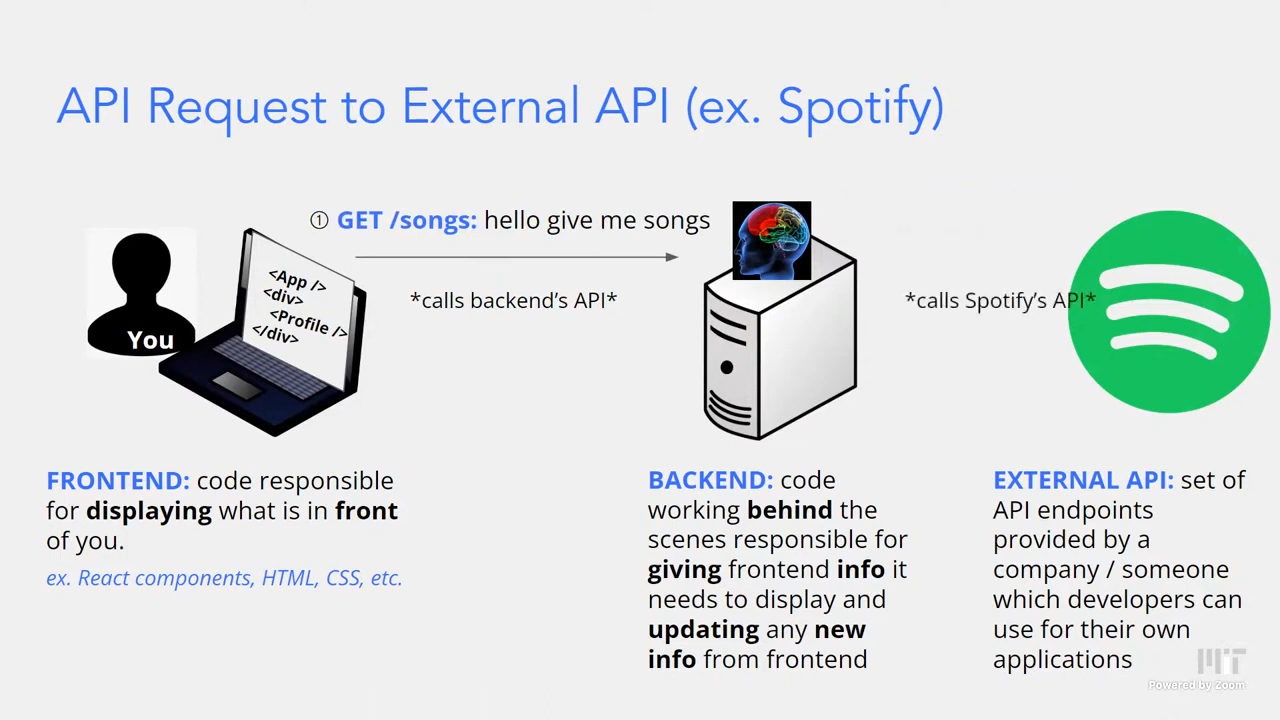 API Request to External API (ex. Spotify)
① GET /songs: hello give me songs
*calls backend's API*
*calls Spotify's API*
You
<App />
<div>
<Profile />
</div>
FRONTEND: code responsible
for displaying what is in front
of you.
ex. React components, HTML, CSS, etc.
BACKEND: code
working behind the
scenes responsible for
giving frontend info it
needs to display and
updating any new
info from frontend
EXTERNAL API: set of
API endpoints
provided by a
company / someone
which developers can
use for their own
applications
MIT
Powered by Zoom